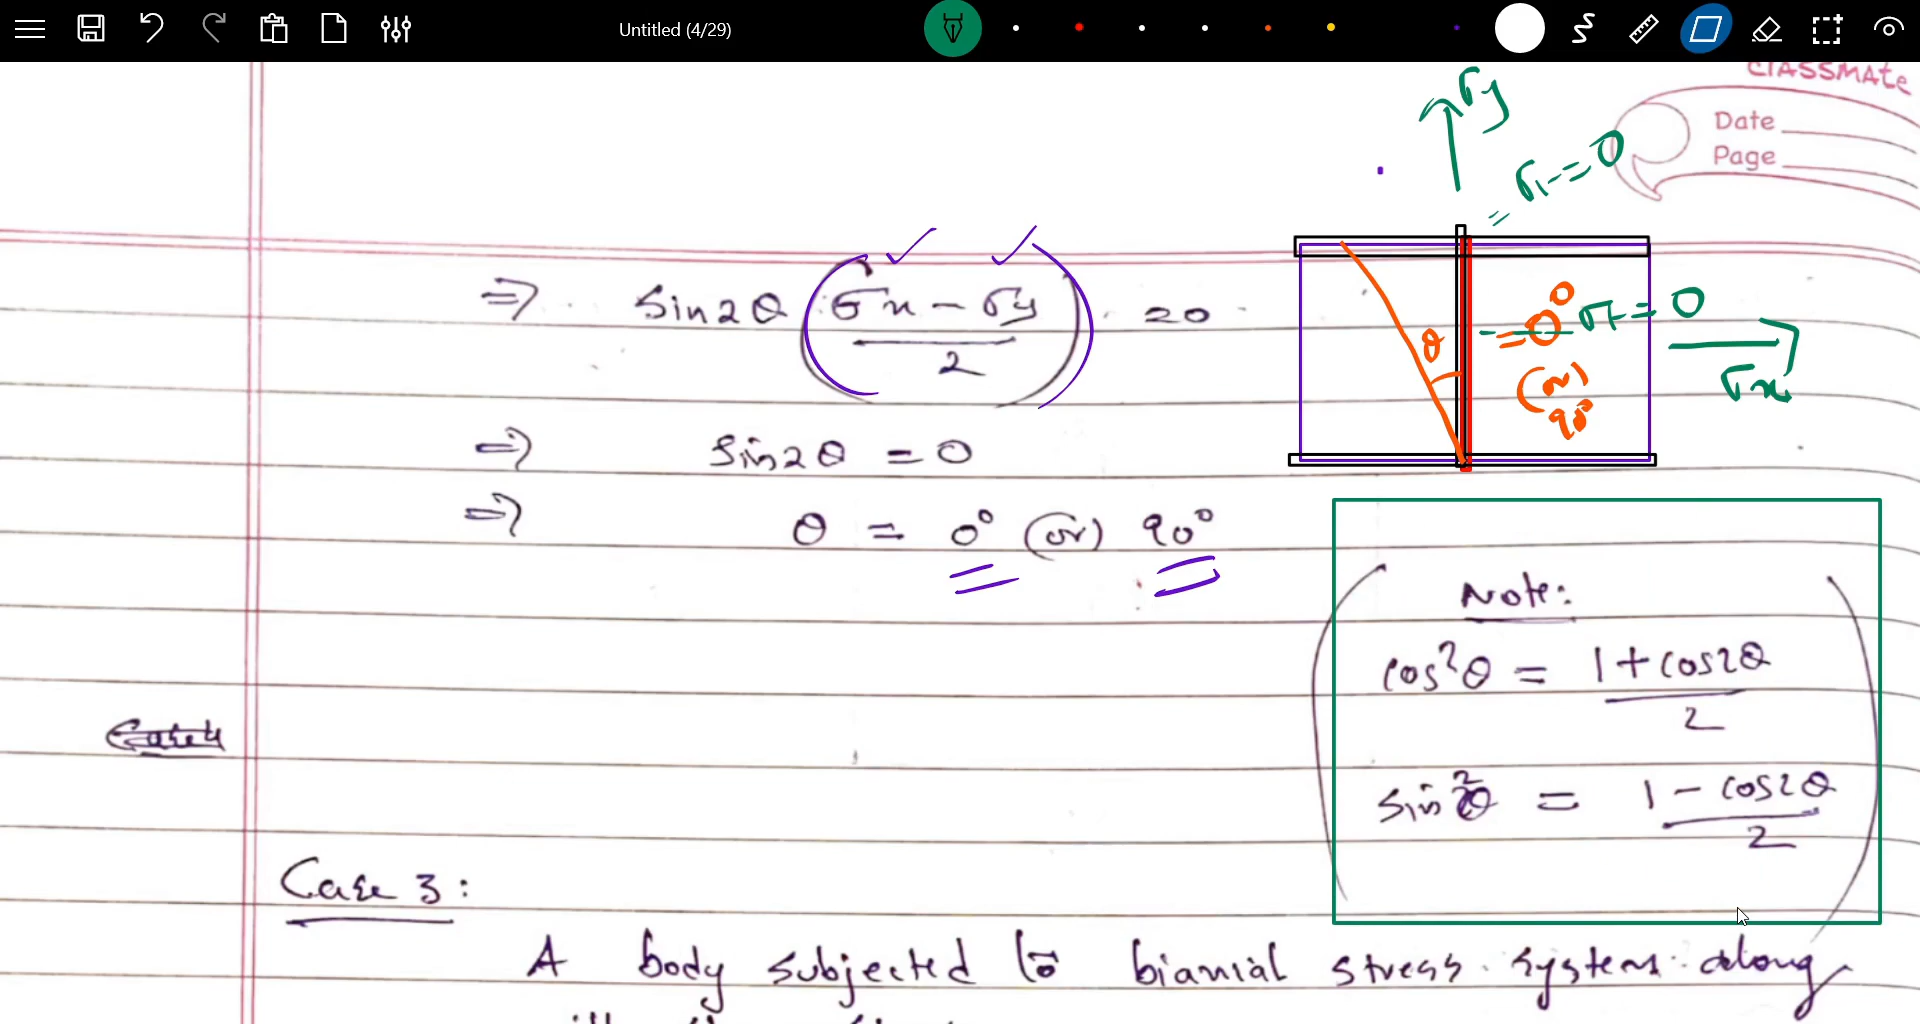 Untitled (4/29)
classmate
Date
Page
σy
= σt = 0
=> sin2θ (σx - σy / 2) = 0
θ = 0° σt = 0
(or)
90°
σx
=> sin2θ = 0
=> θ = 0° (or) 90°
Note:
cos²θ = 1 + cos2θ / 2
sin²θ = 1 - cos2θ / 2
Case 3:
A body subjected to biaxial stress system along